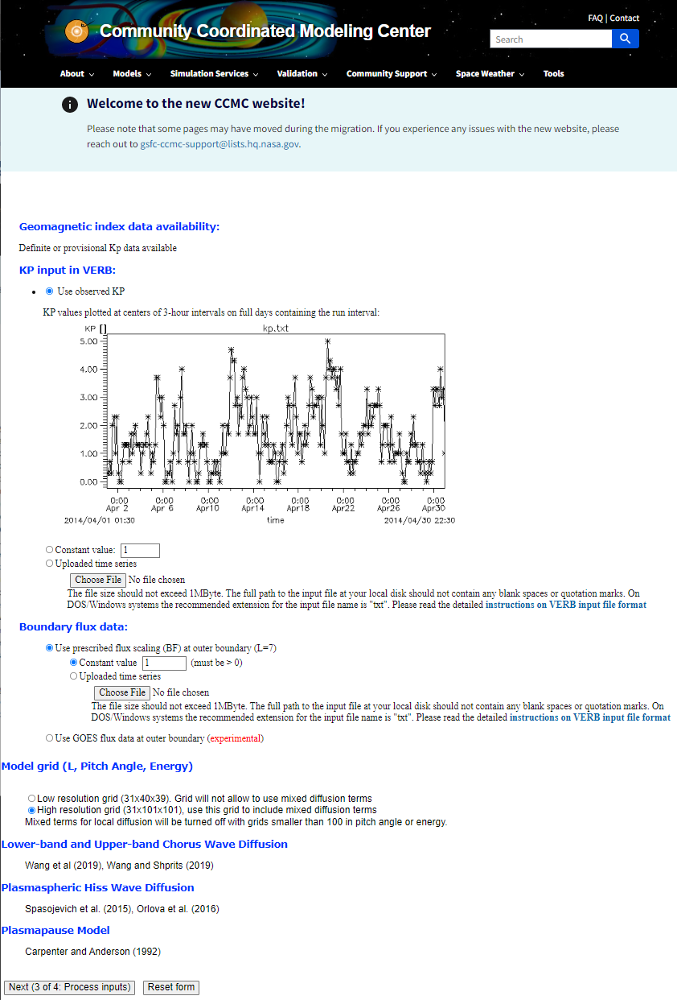 Community Coordinated Modeling Center
FAQ | Contact
Search
About Models Simulation Services Validation Community Support Space Weather Tools
Welcome to the new CCMC website!
Please note that some pages may have moved during the migration. If you experience any issues with the new website, please
reach out to gsfc-ccmc-support@lists.hq.nasa.gov.
Geomagnetic index data availability:
Definite or provisional Kp data available
KP input in VERB:
Use observed KP
KP values plotted at centers of 3-hour intervals on full days containing the run interval:
KP [] kp.txt
5.00
4.00
3.00
2.00
1.00
0.00
0:00 0:00 0:00 0:00 0:00 0:00 0:00 0:00
Apr 2 Apr 6 Apr10 Apr14 Apr18 Apr22 Apr26 Apr30
2014/04/01 01:30 time 2014/04/30 22:30
Constant value: 1
Uploaded time series
Choose File No file chosen
The file size should not exceed 1MByte. The full path to the input file at your local disk should not contain any blank spaces or quotation marks. On
DOS/Windows systems the recommended extension for the input file name is "txt". Please read the detailed instructions on VERB input file format
Boundary flux data:
Use prescribed flux scaling (BF) at outer boundary (L=7)
Constant value 1 (must be > 0)
Uploaded time series
Choose File No file chosen
The file size should not exceed 1MByte. The full path to the input file at your local disk should not contain any blank spaces or quotation marks. On
DOS/Windows systems the recommended extension for the input file name is "txt". Please read the detailed instructions on VERB input file format
Use GOES flux data at outer boundary (experimental)
Model grid (L, Pitch Angle, Energy)
Low resolution grid (31x40x39). Grid will not allow to use mixed diffusion terms
High resolution grid (31x101x101), use this grid to include mixed diffusion terms
Mixed terms for local diffusion will be turned off with grids smaller than 100 in pitch angle or energy.
Lower-band and Upper-band Chorus Wave Diffusion
Wang et al (2019), Wang and Shprits (2019)
Plasmaspheric Hiss Wave Diffusion
Spasojevich et al. (2015), Orlova et al. (2016)
Plasmapause Model
Carpenter and Anderson (1992)
Next (3 of 4: Process inputs) Reset form